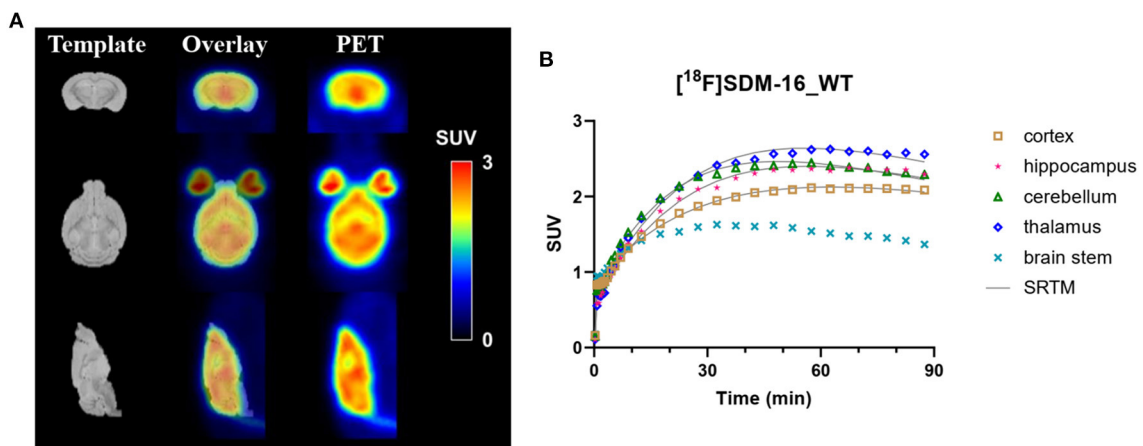 A
Template Overlay PET
SUV
3
0
B
[¹⁸F]SDM-16_WT
3
2
1
0
SUV
0 30 60 90
Time (min)
cortex
hippocampus
cerebellum
thalamus
brain stem
SRTM